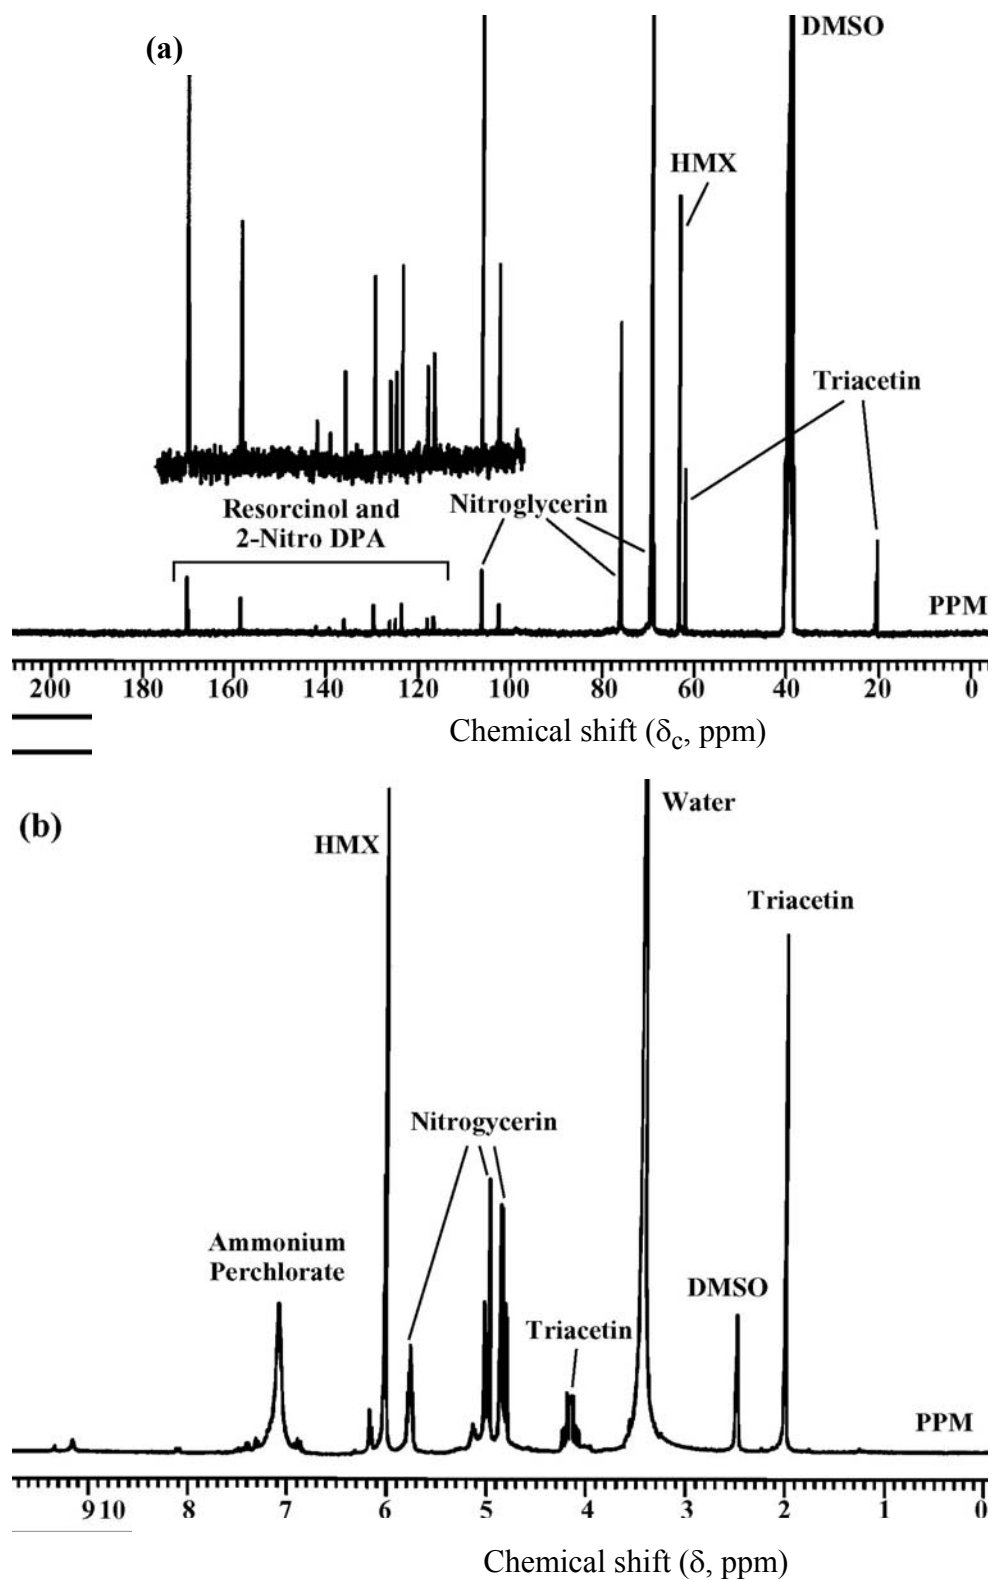 (a)
DMSO
HMX
Triacetin
Resorcinol and
2-Nitro DPA
Nitroglycerin
PPM
200 180 160 140 120 100 80 60 40 20 0
Chemical shift (δc, ppm)
(b)
Water
HMX
Triacetin
Nitrogycerin
Ammonium
Perchlorate
DMSO
Triacetin
PPM
910 8 7 6 5 4 3 2 1 0
Chemical shift (δ, ppm)